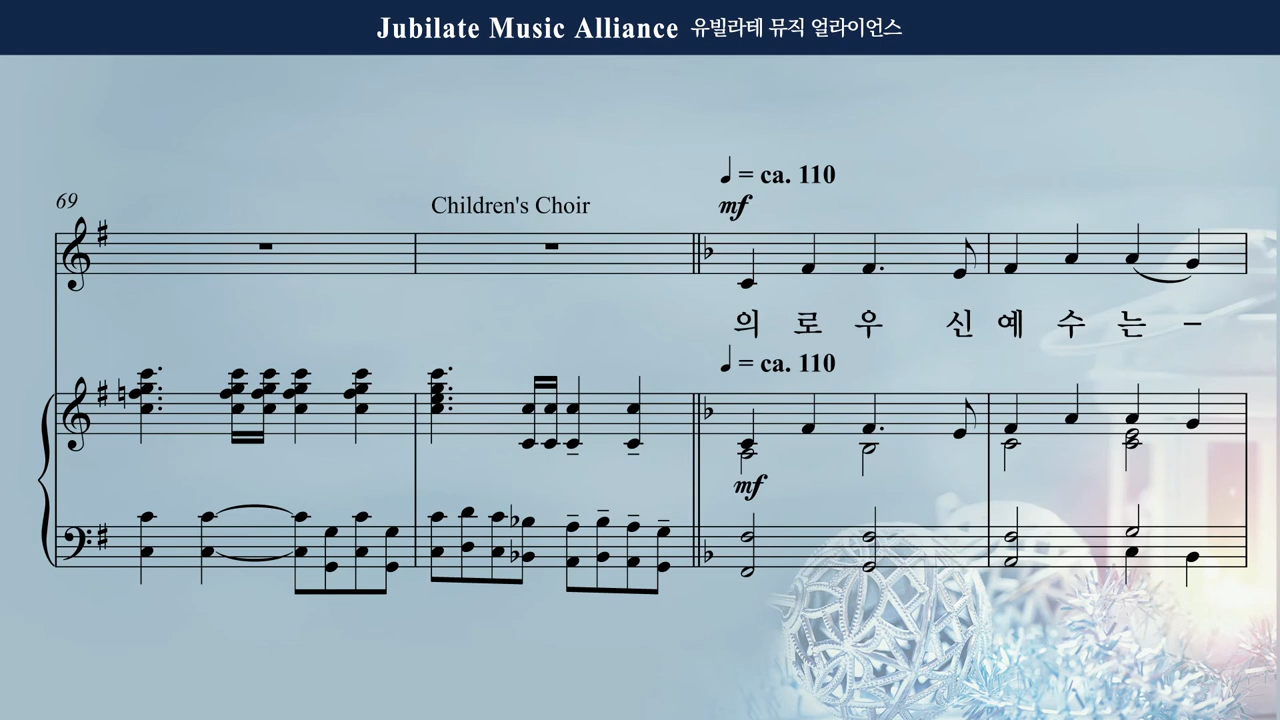 Jubilate Music Alliance 유빌라테 뮤직 얼라이언스
♩ = ca. 110
69
Children's Choir
mf
의 로 우 신 예 수 는 -
♩ = ca. 110
mf